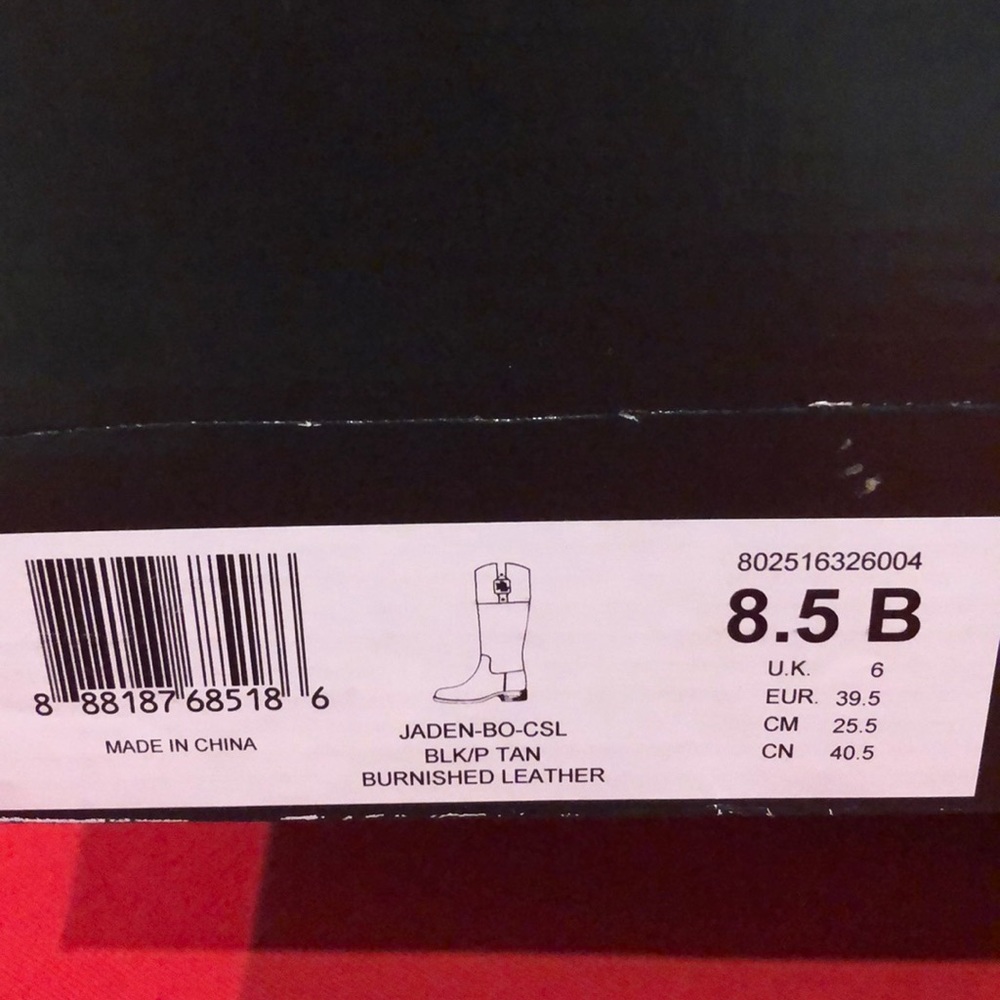 8 88187 68518 6
MADE IN CHINA
JADEN-BO-CSL
BLK/P TAN
BURNISHED LEATHER
802516326004
8.5 B
U.K. 6
EUR. 39.5
CM 25.5
CN 40.5